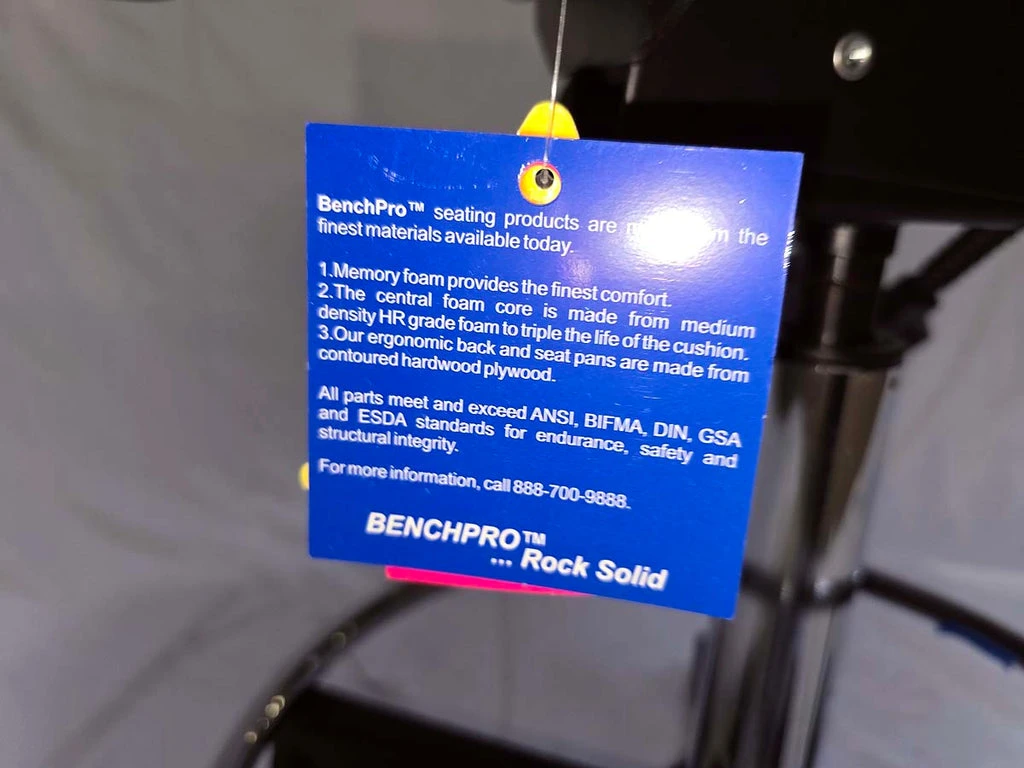 BenchPro™ seating products are the
finest materials available today.
1.Memory foam provides the finest comfort.
2.The central foam core is made from medium
density HR grade foam to triple the life of the cushion.
3.Our ergonomic back and seat pans are made from
contoured hardwood plywood.
All parts meet and exceed ANSI, BIFMA, DIN, GSA
and ESDA standards for endurance, safety and
structural integrity.
For more information, call 888-700-9888.
BENCHPRO™
... Rock Solid